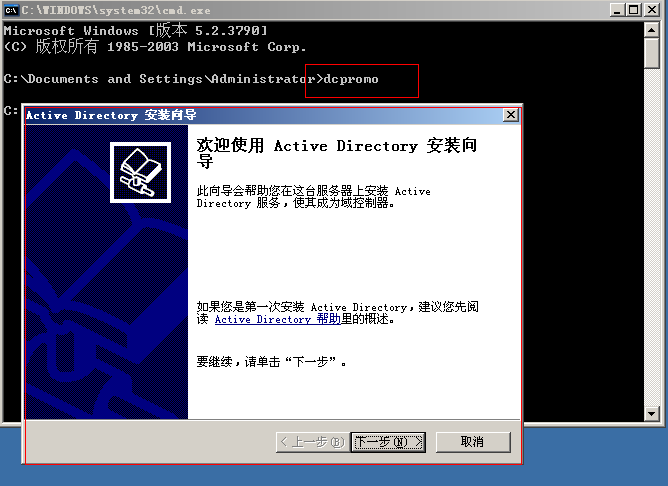 C:\WINDOWS\system32\cmd.exe
Microsoft Windows [版本 5.2.3790]
(C) 版权所有 1985-2003 Microsoft Corp.
C:\Documents and Settings\Administrator>dcpromo
C:
Active Directory 安装向导
欢迎使用 Active Directory 安装向
导
此向导会帮助您在这台服务器上安装 Active
Directory 服务，使其成为域控制器。
如果您是第一次安装 Active Directory，建议您先阅
读 Active Directory 帮助里的概述。
要继续，请单击“下一步”。
< 上一步(B) 下一步(N) > 取消